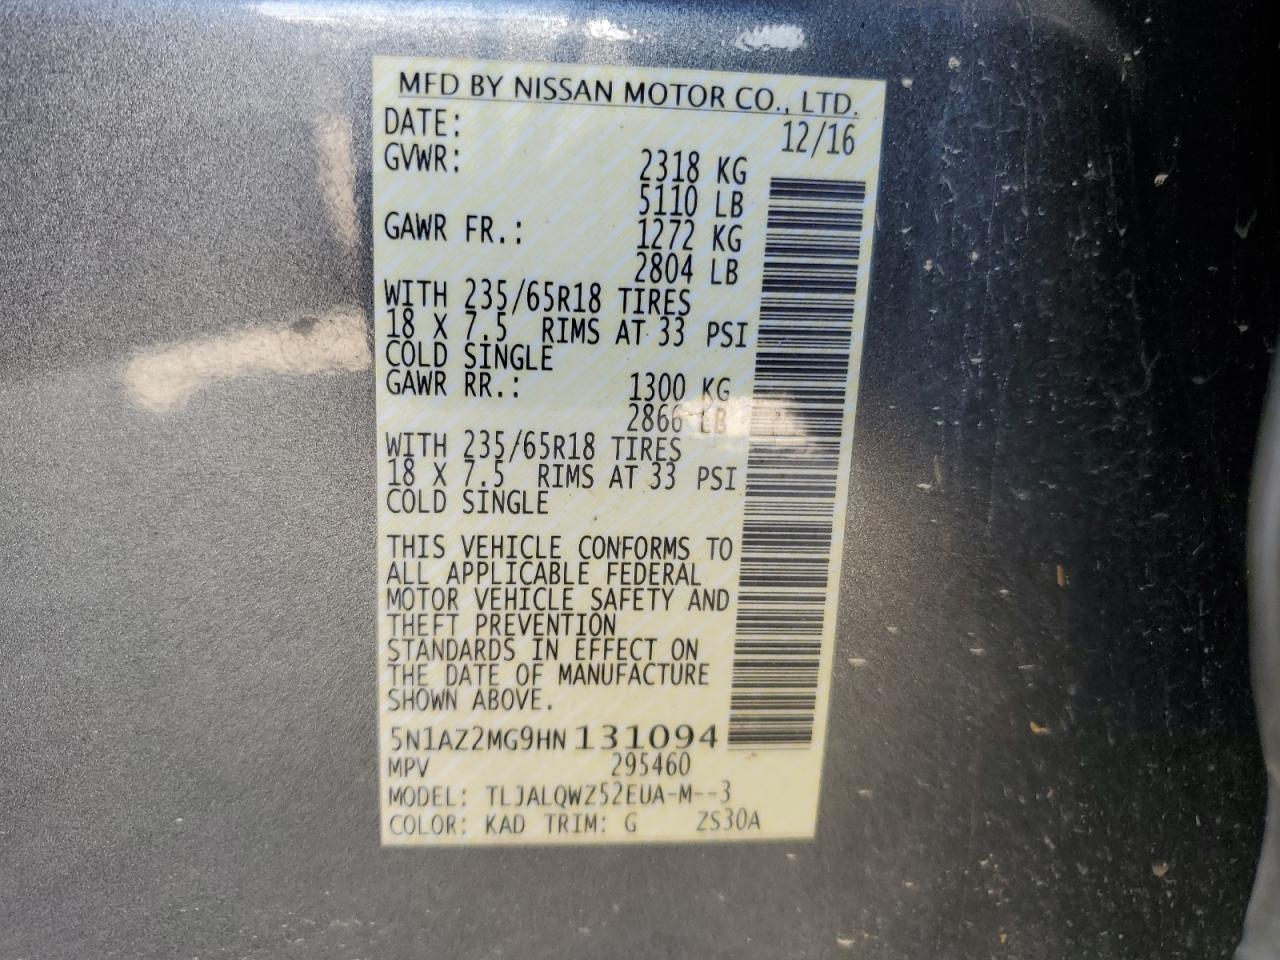 MFD BY NISSAN MOTOR CO., LTD.
DATE: 12/16
GVWR: 2318 KG
5110 LB
GAWR FR.: 1272 KG
2804 LB
WITH 235/65R18 TIRES
18 X 7.5 RIMS AT 33 PSI
COLD SINGLE
GAWR RR.: 1300 KG
2866 LB
WITH 235/65R18 TIRES
18 X 7.5 RIMS AT 33 PSI
COLD SINGLE
THIS VEHICLE CONFORMS TO
ALL APPLICABLE FEDERAL
MOTOR VEHICLE SAFETY AND
THEFT PREVENTION
STANDARDS IN EFFECT ON
THE DATE OF MANUFACTURE
SHOWN ABOVE.
5N1AZ2MG9HN131094
MPV 295460
MODEL: TLJALQWZ52EUA-M--3
COLOR: KAD TRIM: G ZS30A